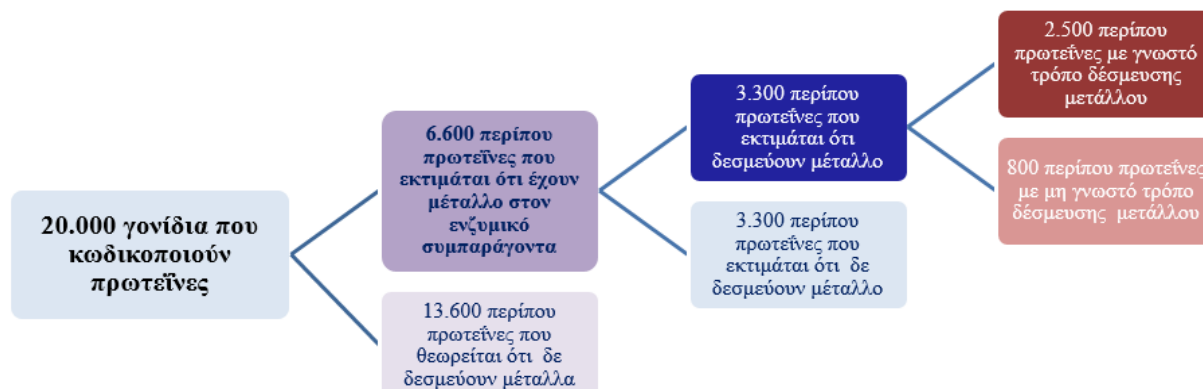 20.000 γονίδια που
κωδικοποιούν
πρωτεΐνες
6.600 περίπου
πρωτεΐνες που
εκτιμάται ότι έχουν
μέταλλο στον
ενζυμικό
συμπαράγοντα
13.600 περίπου
πρωτεΐνες που
θεωρείται ότι δε
δεσμεύουν μέταλλα
3.300 περίπου
πρωτεΐνες που
εκτιμάται ότι
δεσμεύουν μέταλλο
3.300 περίπου
πρωτεΐνες που
εκτιμάται ότι δε
δεσμεύουν μέταλλο
2.500 περίπου
πρωτεΐνες με γνωστό
τρόπο δέσμευσης
μετάλλου
800 περίπου πρωτεΐνες
με μη γνωστό τρόπο
δέσμευσης μετάλλου